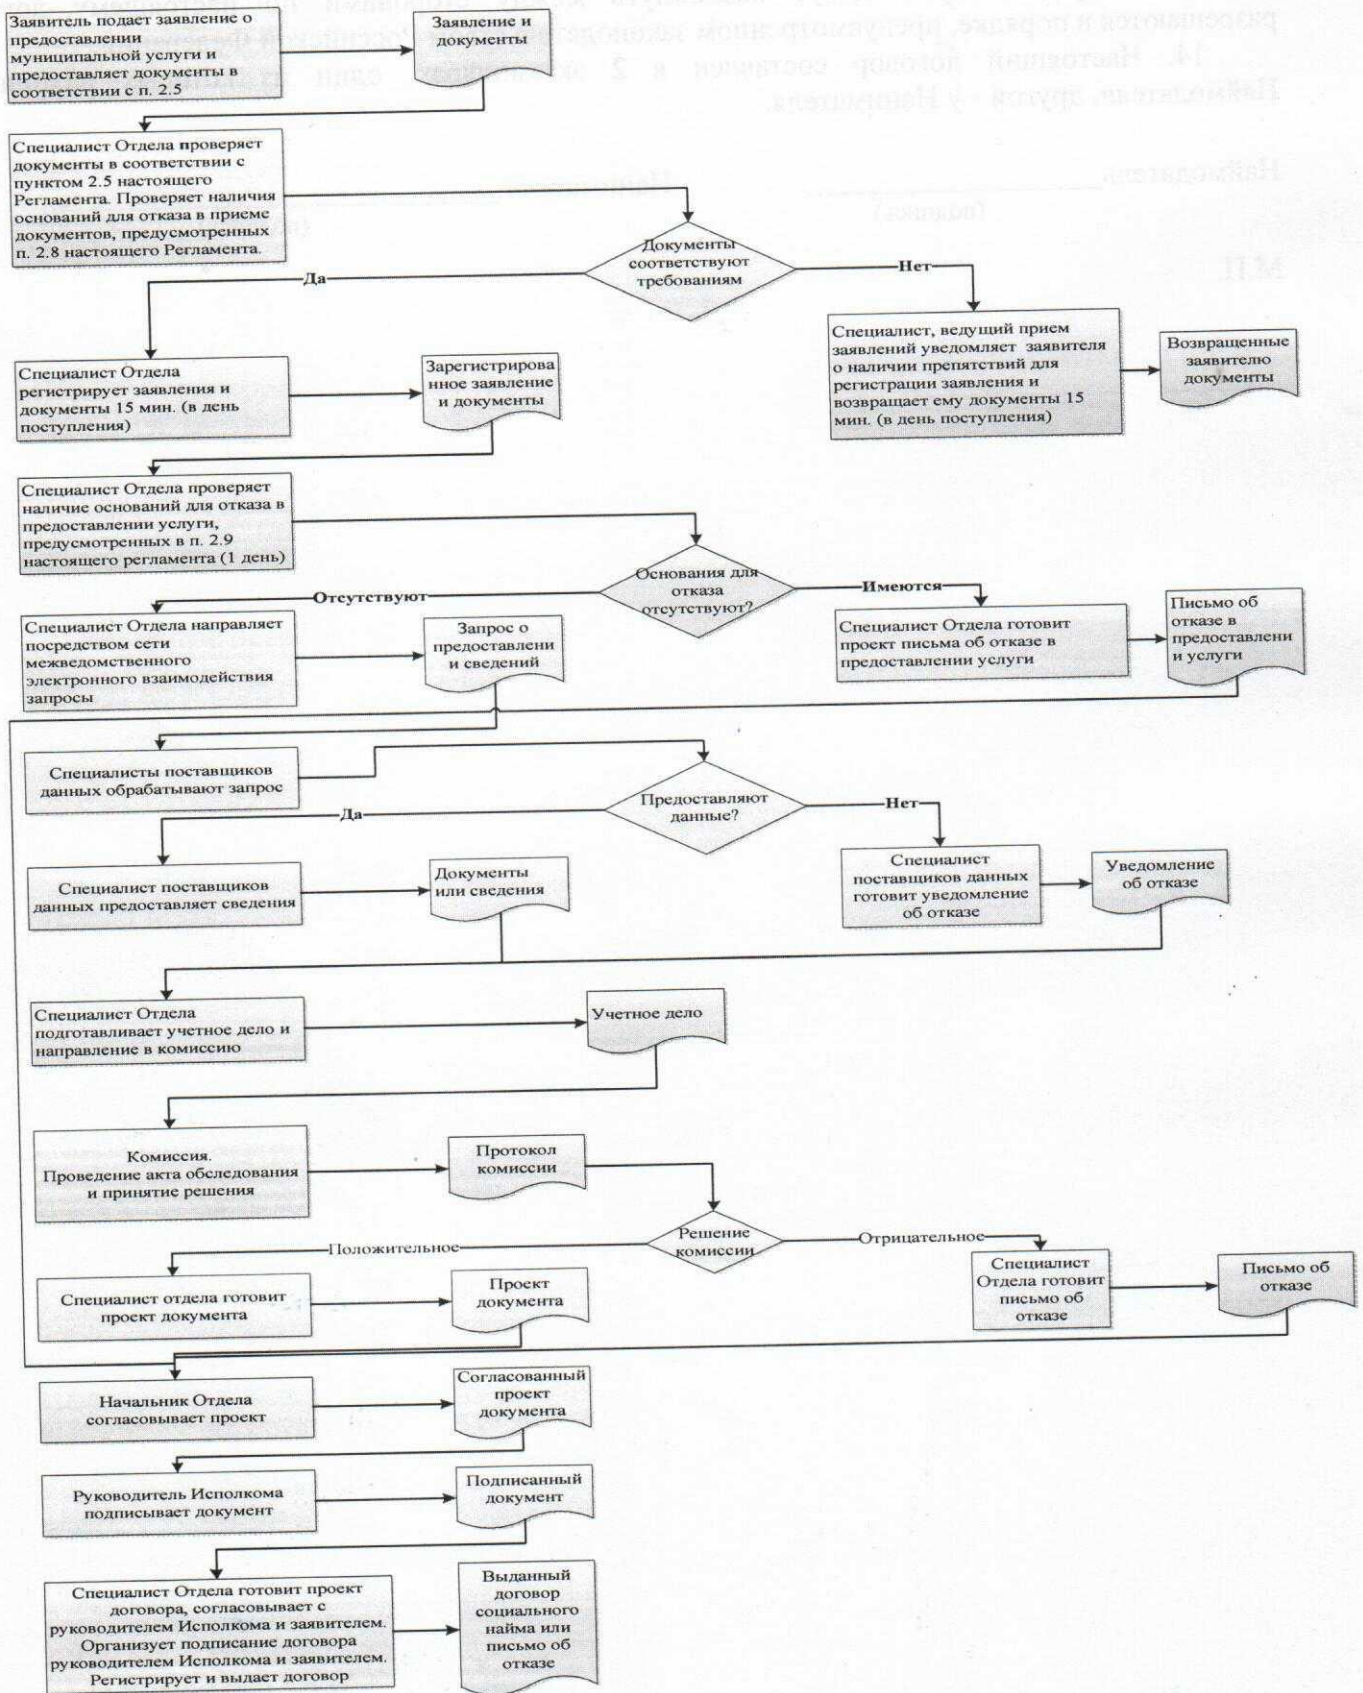 Заявитель подает заявление о
предоставлении
муниципальной услуги и
предоставляет документы в
соответствии с п. 2.5
Заявление и
документы
Специалист Отдела проверяет
документы в соответствии с
пунктом 2.5 настоящего
Регламента. Проверяет наличия
оснований для отказа в приеме
документов, предусмотренных
п. 2.8 настоящего Регламента.
Документы
соответствуют
требованиям
Да
Нет
Специалист Отдела
регистрирует заявления и
документы 15 мин. (в день
поступления)
Зарегистрирова
нное заявление
и документы
Специалист, ведущий прием
заявлений уведомляет заявителя
о наличии препятствий для
регистрации заявления и
возвращает ему документы 15
мин. (в день поступления)
Возвращенные
заявителю
документы
Специалист Отдела проверяет
наличие оснований для отказа в
предоставлении услуги,
предусмотренных в п. 2.9
настоящего регламента (1 день)
Основания для
отказа
отсутствуют?
Отсутствуют
Имеются
Специалист Отдела направляет
посредством сети
межведомственного
электронного взаимодействия
запросы
Запрос о
предоставлени
и сведений
Специалист Отдела готовит
проект письма об отказе в
предоставлении услуги
Письмо об
отказе в
предоставлени
и услуги
Специалисты поставщиков
данных обрабатывают запрос
Предоставляют
данные?
Да
Нет
Специалист поставщиков
данных предоставляет сведения
Документы
или сведения
Специалист
поставщиков данных
готовит уведомление
об отказе
Уведомление
об отказе
Специалист Отдела
подготавливает учетное дело и
направление в комиссию
Учетное дело
Комиссия.
Проведение акта обследования
и принятие решения
Протокол
комиссии
Решение
комиссии
Положительное
Отрицательное
Специалист отдела готовит
проект документа
Проект
документа
Специалист
Отдела готовит
письмо об
отказе
Письмо об
отказе
Начальник Отдела
согласовывает проект
Согласованный
проект
документа
Руководитель Исполкома
подписывает документ
Подписанный
документ
Специалист Отдела готовит проект
договора, согласовывает с
руководителем Исполкома и заявителем.
Организует подписание договора
руководителем Исполкома и заявителем.
Регистрирует и выдает договор
Выданный
договор
социального
найма или
письмо об
отказе